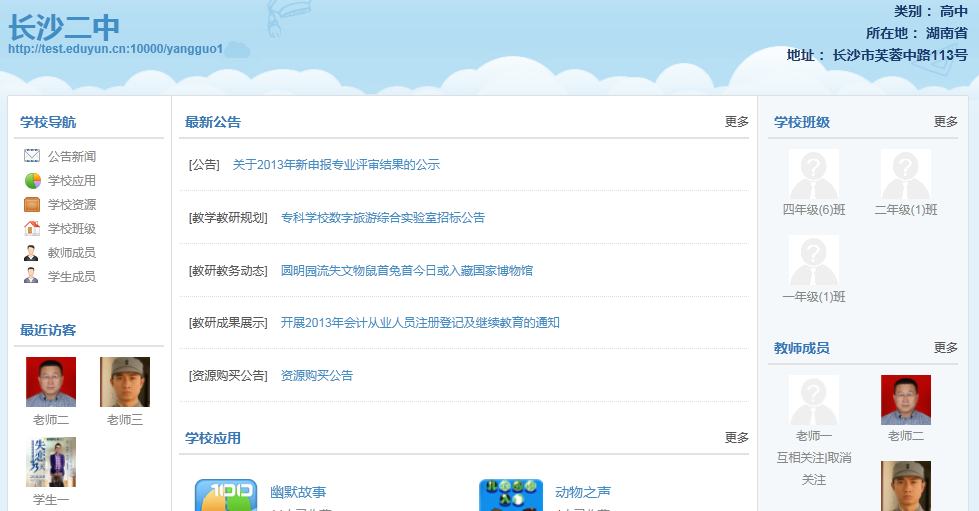 长沙二中
http://test.eduyun.cn:10000/yangguo1
类别： 高中
所在地： 湖南省
地址： 长沙市芙蓉中路113号
学校导航
公告新闻
学校应用
学校资源
学校班级
教师成员
学生成员
最近访客
老师二
老师三
失恋
学生一
最新公告 更多
[公告] 关于2013年新申报专业评审结果的公示
[教学教研规划] 专科学校数字旅游综合实验室招标公告
[教研教务动态] 圆明园流失文物鼠首兔首今日或入藏国家博物馆
[教研成果展示] 开展2013年会计从业人员注册登记及继续教育的通知
[资源购买公告] 资源购买公告
学校应用 更多
幽默故事
动物之声
学校班级 更多
四年级(6)班
二年级(1)班
一年级(1)班
教师成员 更多
老师一
互相关注|取消
关注
老师二